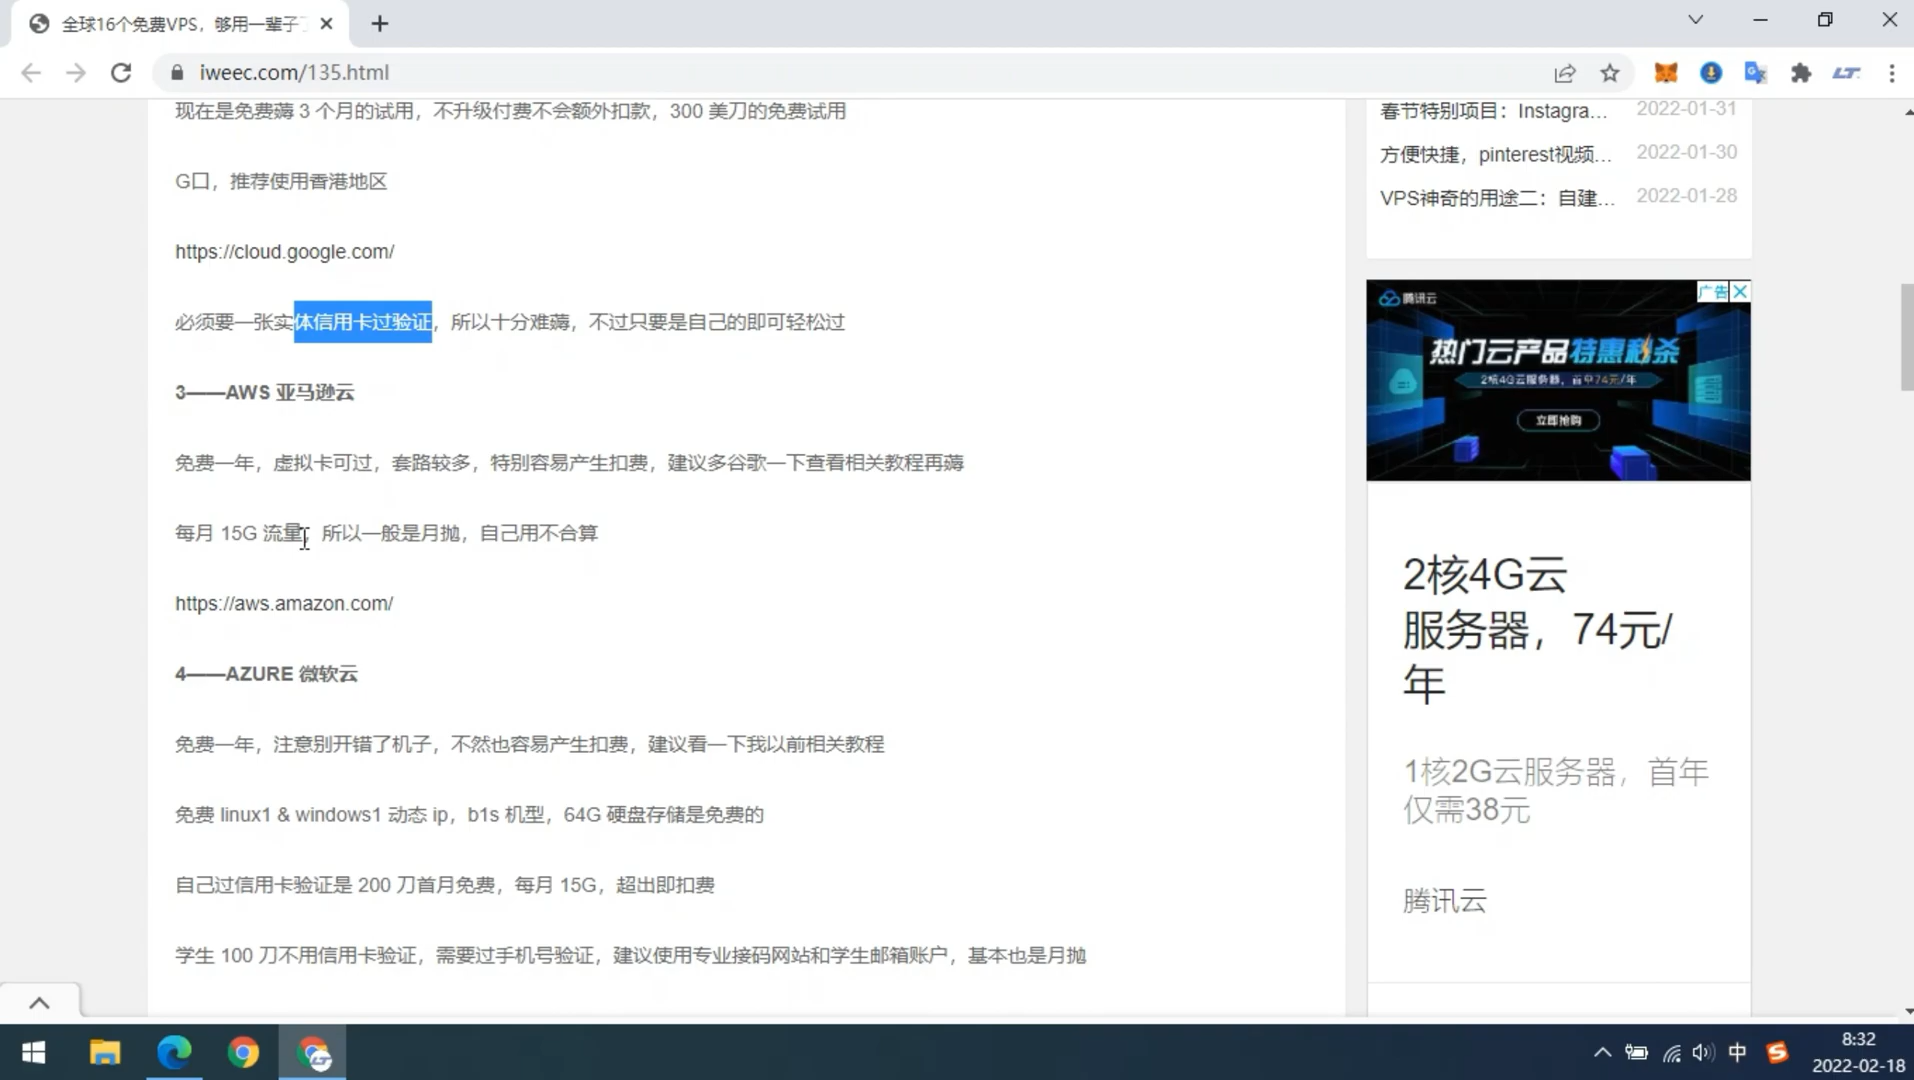 全球16个免费VPS，够用一辈子
iweec.com/135.html
现在是免费薅 3 个月的试用，不升级付费不会额外扣款，300 美刀的免费试用
G口，推荐使用香港地区
https://cloud.google.com/
必须要一张实体信用卡过验证，所以十分难薅，不过只要是自己的即可轻松过
3——AWS 亚马逊云
免费一年，虚拟卡可过，套路较多，特别容易产生扣费，建议多谷歌一下查看相关教程再薅
每月 15G 流量，所以一般是月抛，自己用不合算
https://aws.amazon.com/
4——AZURE 微软云
免费一年，注意别开错了机子，不然也容易产生扣费，建议看一下我以前相关教程
免费 linux1 & windows1 动态 ip，b1s 机型，64G 硬盘存储是免费的
自己过信用卡验证是 200 刀首月免费，每月 15G，超出即扣费
学生 100 刀不用信用卡验证，需要过手机号验证，建议使用专业接码网站和学生邮箱账户，基本也是月抛
春节特别项目：Instagra... 2022-01-31
方便快捷，pinterest视频... 2022-01-30
VPS神奇的用途二：自建... 2022-01-28
腾讯云
广告
热门云产品特惠秒杀
2核4G云服务器，首年74元/年
立即抢购
2核4G云
服务器，74元/
年
1核2G云服务器，首年
仅需38元
腾讯云
LT
中
8:32
2022-02-18